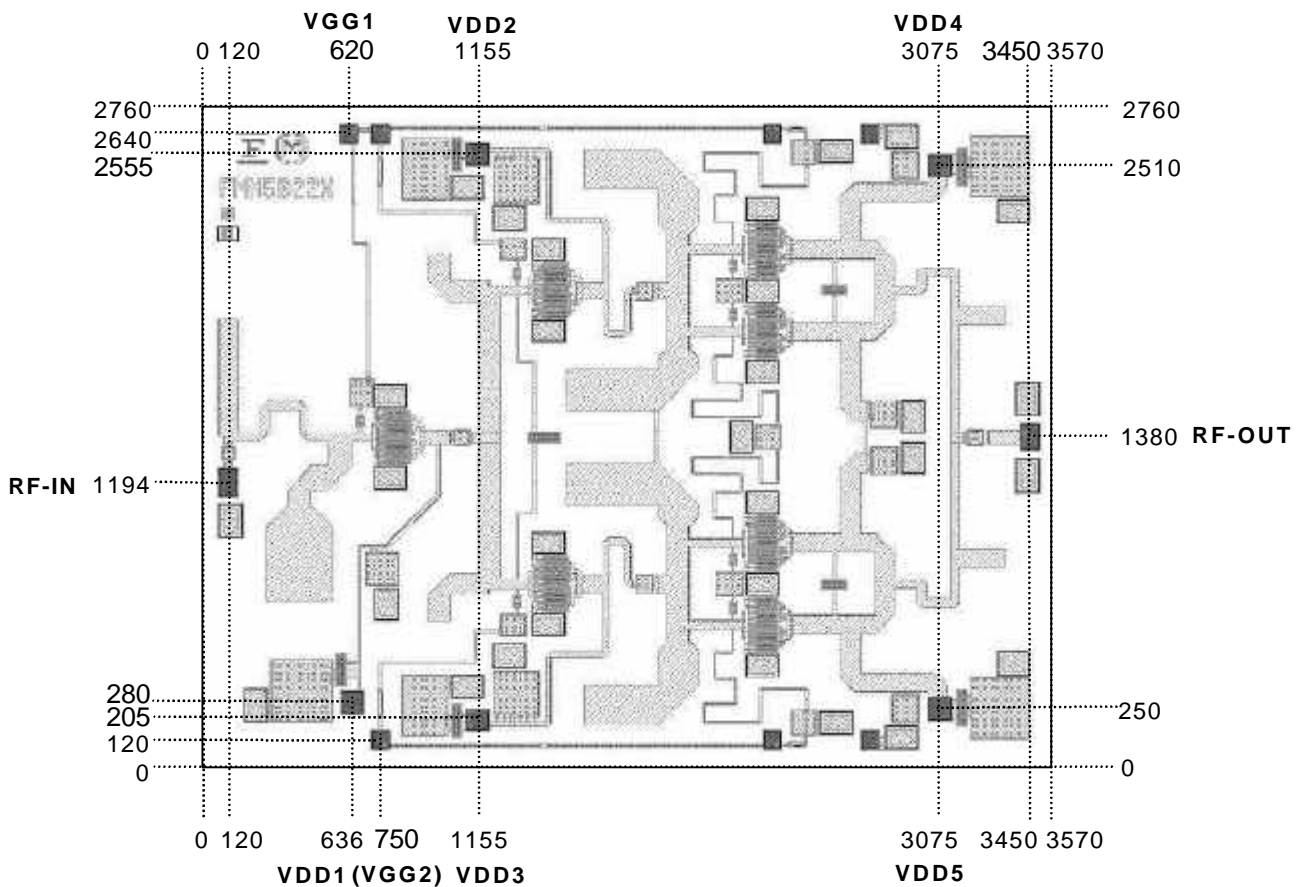 VGG1 VDD2 VDD4
0 120 620 1155 3075 3450 3570
2760 2760
2640
2555 2510
FMM5822X
1380 RF-OUT
RF-IN 1194
280
205 250
120
0 0
0 120 636 750 1155 3075 3450 3570
VDD1 (VGG2) VDD3 VDD5